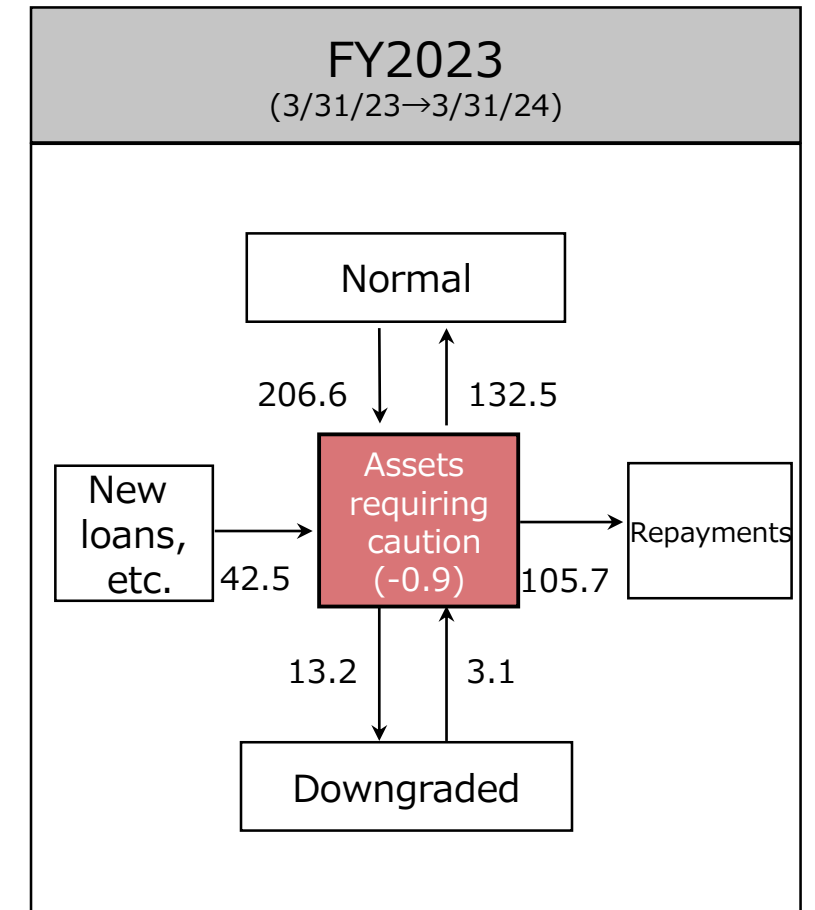 FY2023
(3/31/23→3/31/24)
Normal
206.6
132.5
Assets
requiring
caution
(-0.9)
New
loans,
etc.
42.5
Repayments
105.7
13.2
3.1
Downgraded